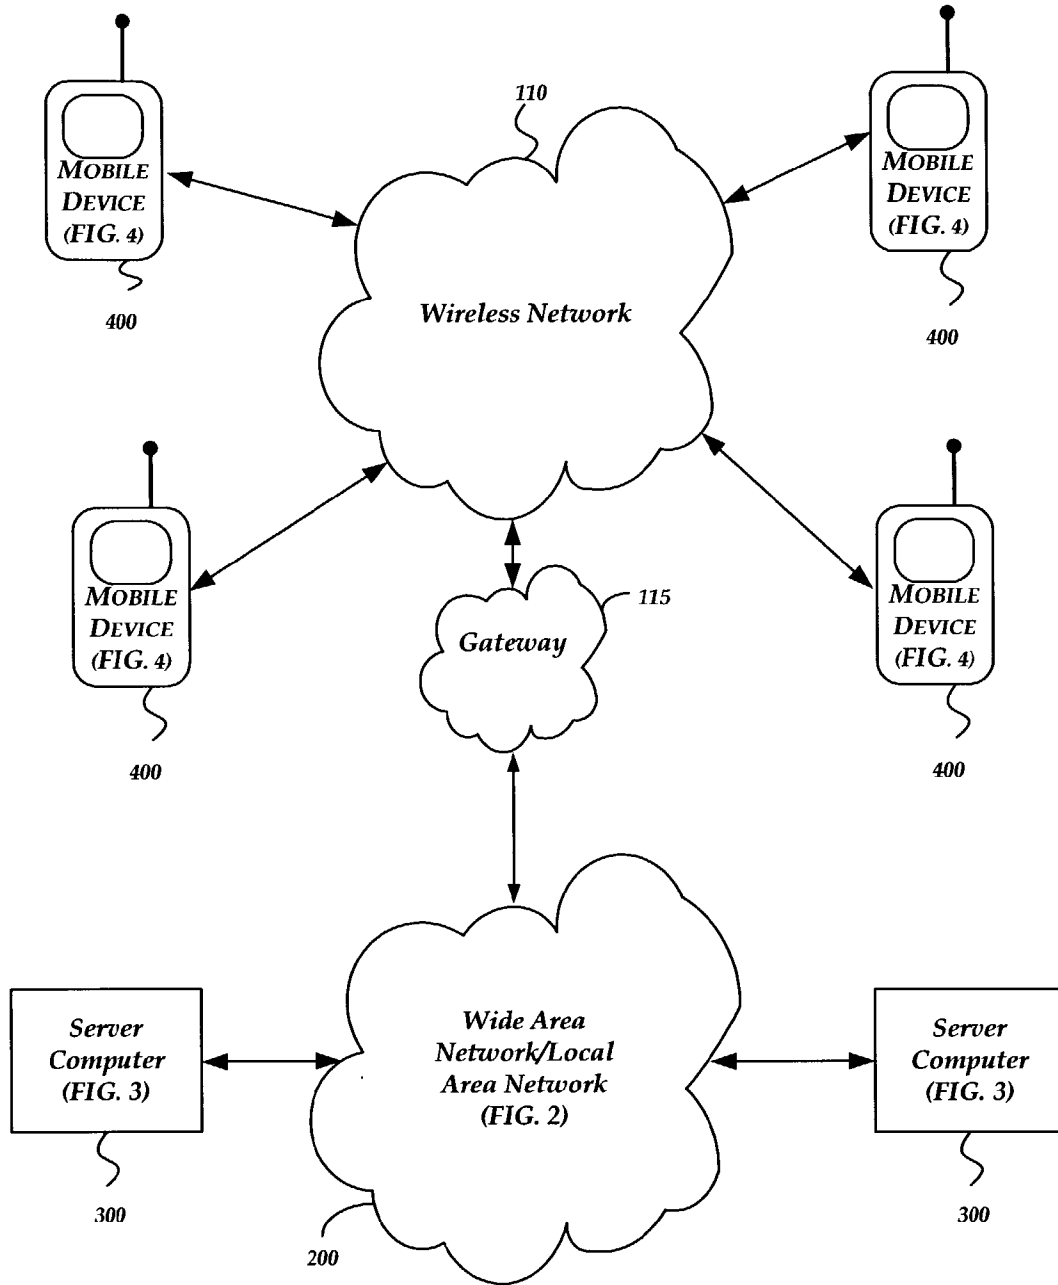 110
MOBILE
DEVICE
(FIG. 4)
400
MOBILE
DEVICE
(FIG. 4)
400
Wireless Network
MOBILE
DEVICE
(FIG. 4)
400
MOBILE
DEVICE
(FIG. 4)
400
115
Gateway
Server
Computer
(FIG. 3)
300
Wide Area
Network/Local
Area Network
(FIG. 2)
200
Server
Computer
(FIG. 3)
300